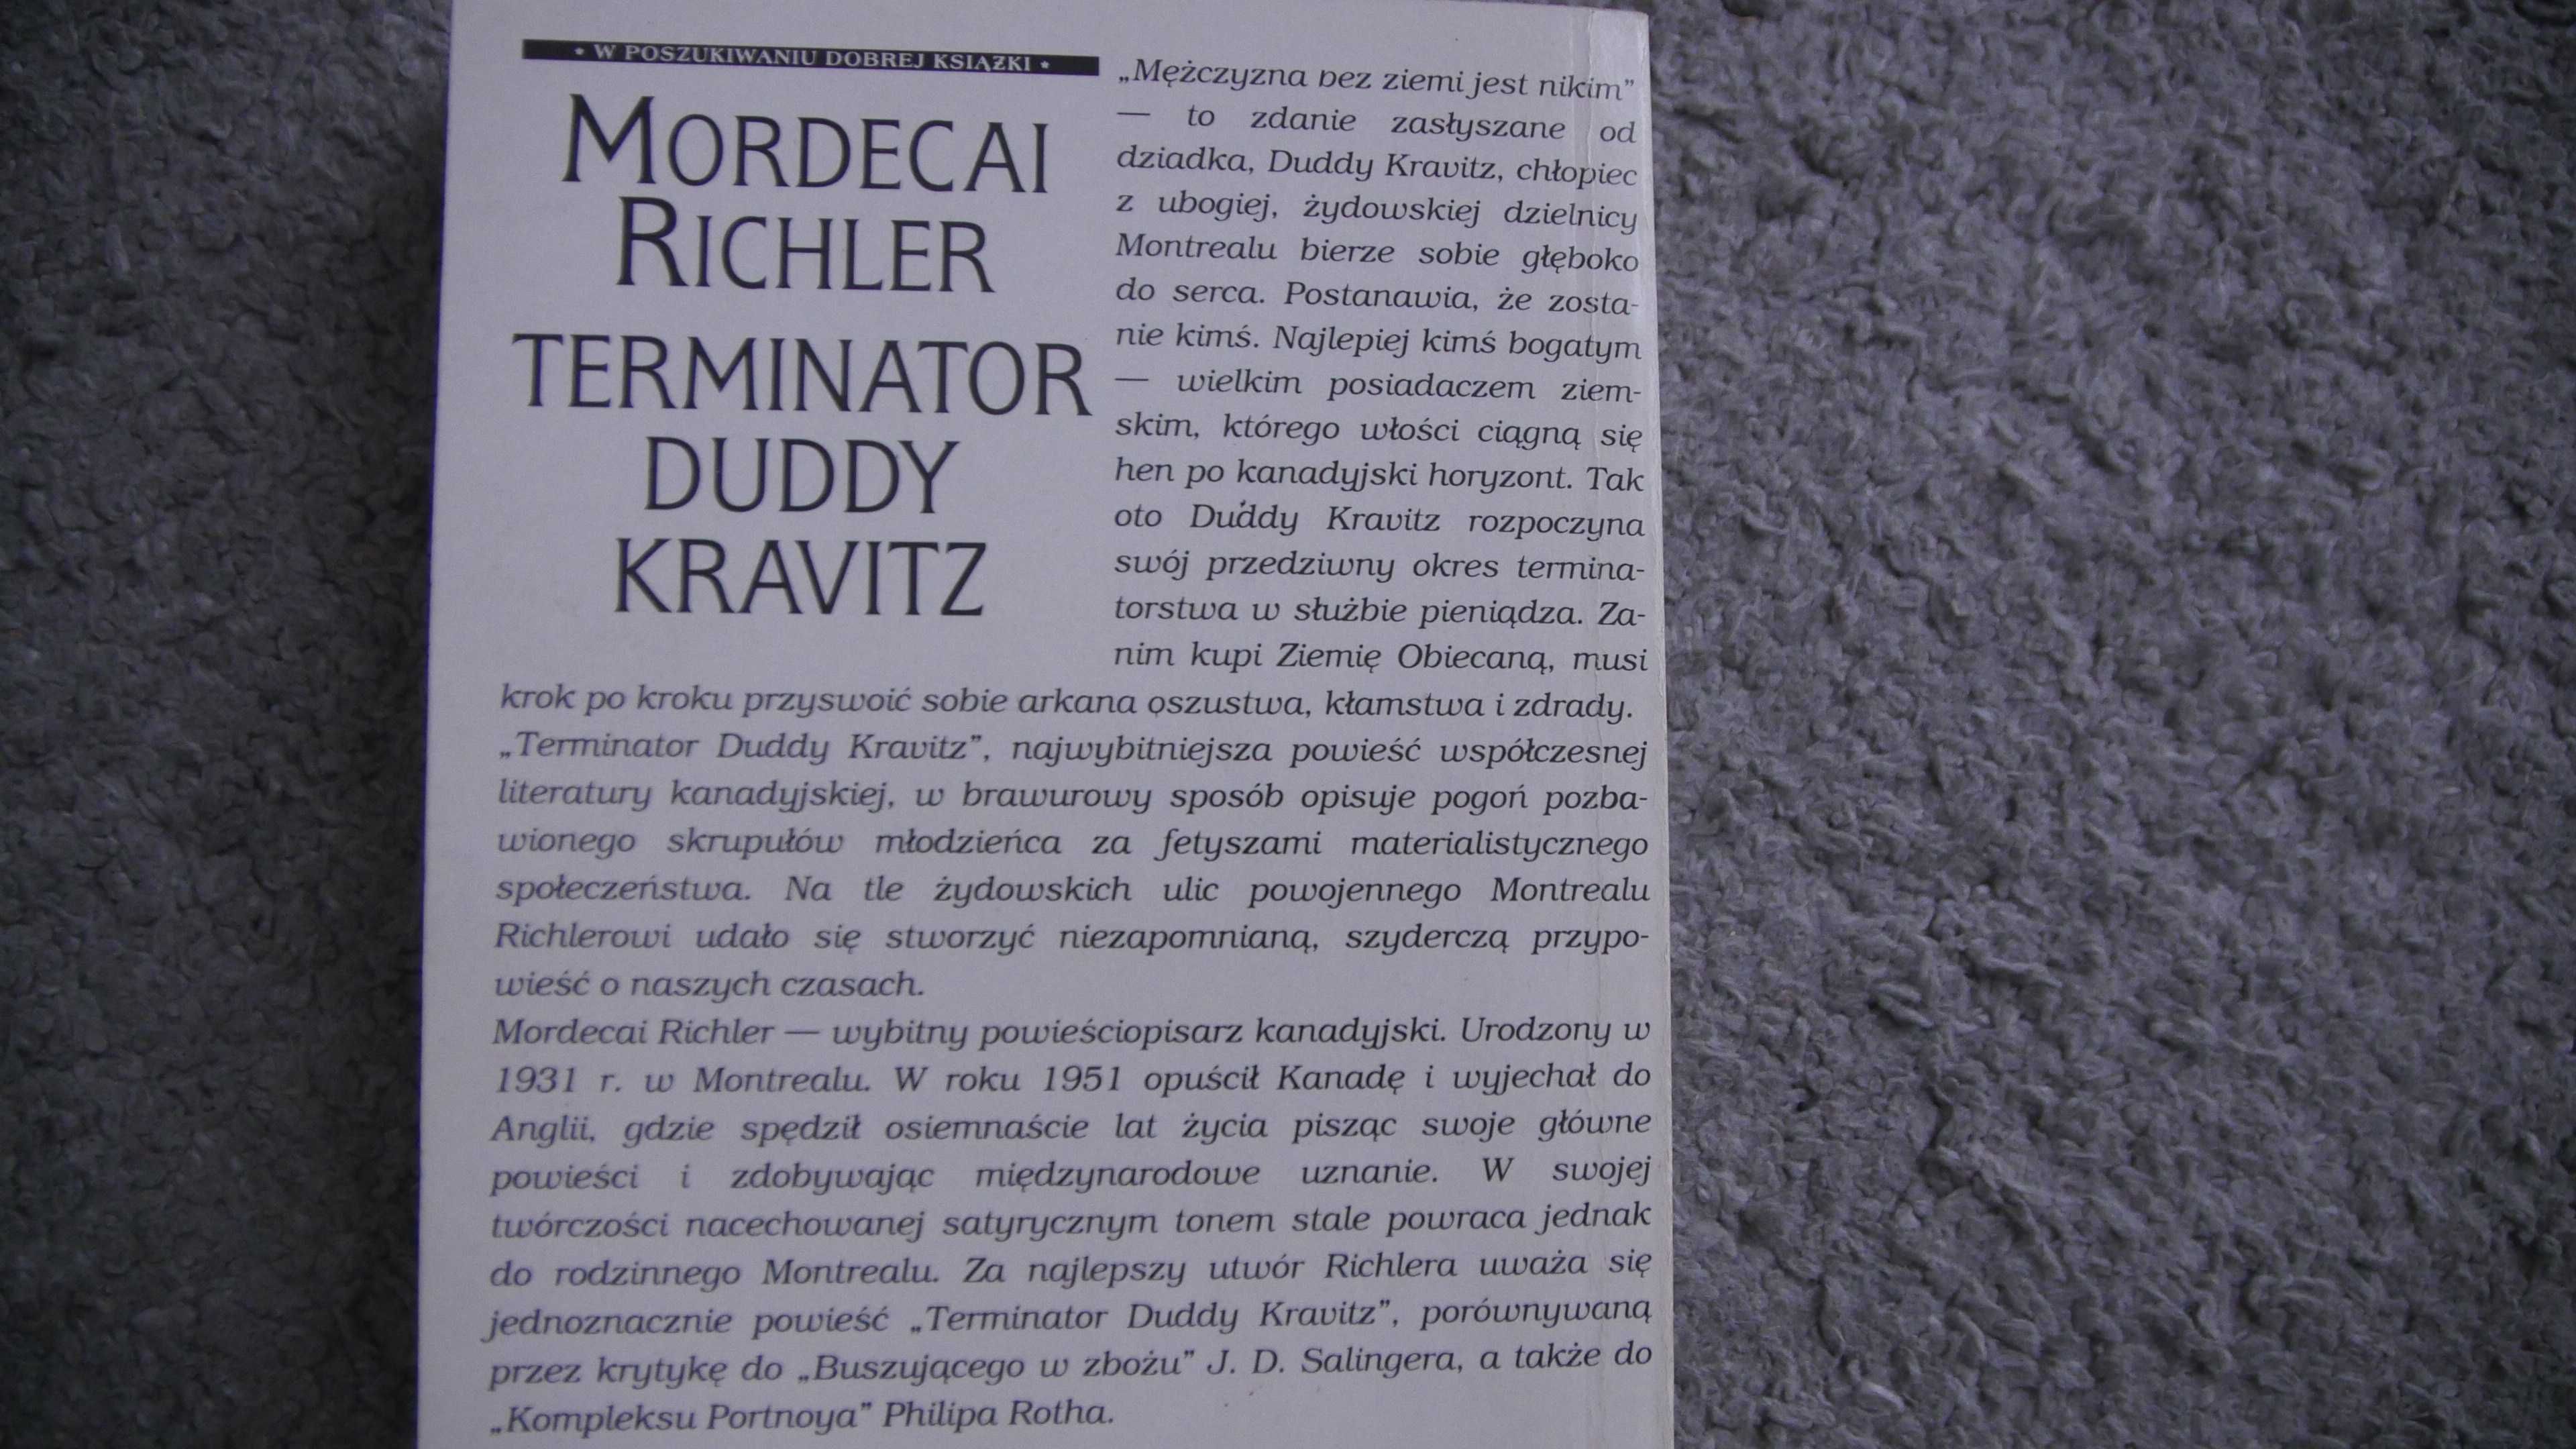 * W POSZUKIWANIU DOBREJ KSIĄŻKI *
MORDECAI
RICHLER
TERMINATOR
DUDDY
KRAVITZ
„Mężczyzna bez ziemi jest nikim”
— to zdanie zasłyszane od
dziadka, Duddy Kravitz, chłopiec
z ubogiej, żydowskiej dzielnicy
Montrealu bierze sobie głęboko
do serca. Postanawia, że zosta-
nie kimś. Najlepiej kimś bogatym
— wielkim posiadaczem ziem-
skim, którego włości ciągną się
hen po kanadyjski horyzont. Tak
oto Duddy Kravitz rozpoczyna
swój przedziwny okres termina-
torstwa w służbie pieniądza. Za-
nim kupi Ziemię Obiecaną, musi
krok po kroku przyswoić sobie arkana oszustwa, kłamstwa i zdrady.
„Terminator Duddy Kravitz”, najwybitniejsza powieść współczesnej
literatury kanadyjskiej, w brawurowy sposób opisuje pogoń pozba-
wionego skrupułów młodzieńca za fetyszami materialistycznego
społeczeństwa. Na tle żydowskich ulic powojennego Montrealu
Richlerowi udało się stworzyć niezapomnianą, szyderczą przypo-
wieść o naszych czasach.
Mordecai Richler — wybitny powieściopisarz kanadyjski. Urodzony w
1931 r. w Montrealu. W roku 1951 opuścił Kanadę i wyjechał do
Anglii, gdzie spędził osiemnaście lat życia pisząc swoje główne
powieści i zdobywając międzynarodowe uznanie. W swojej
twórczości nacechowanej satyrycznym tonem stale powraca jednak
do rodzinnego Montrealu. Za najlepszy utwór Richlera uważa się
jednoznacznie powieść „Terminator Duddy Kravitz”, porównywaną
przez krytykę do „Buszującego w zbożu” J. D. Salingera, a także do
„Kompleksu Portnoya” Philipa Rotha.